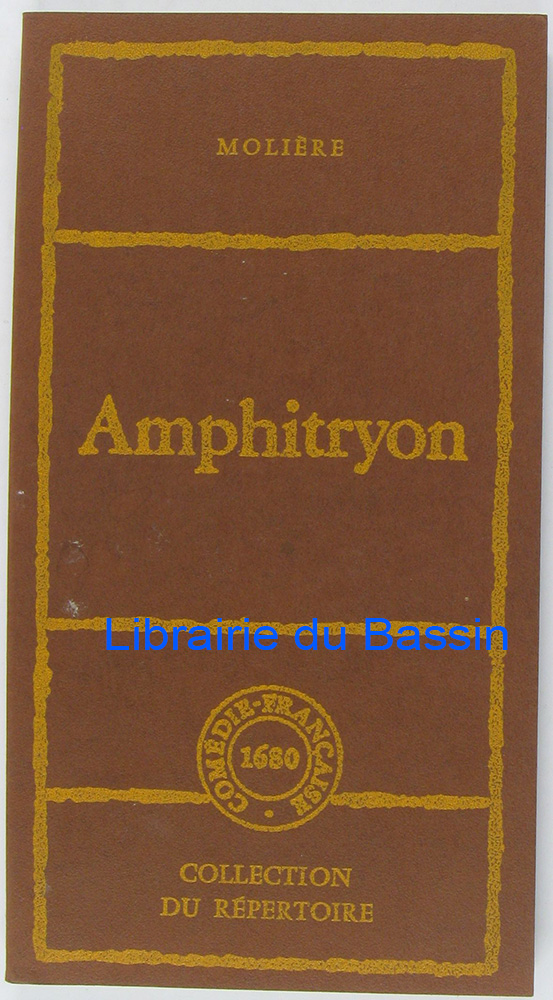 MOLIÈRE
Amphitryon
Librairie du Bassin
COMÉDIE-FRANÇAISE
1680
COLLECTION
DU RÉPERTOIRE